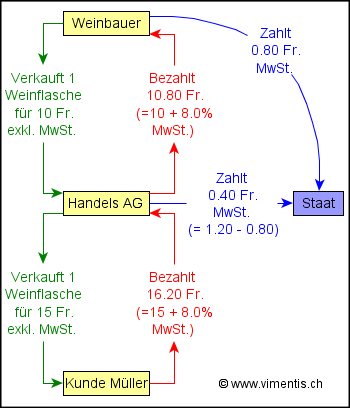 Weinbauer
Zahlt
0.80 Fr.
MwSt.
Verkauft 1
Weinflasche
für 10 Fr.
exkl. MwSt.
Bezahlt
10.80 Fr.
(=10 + 8.0%
MwSt.)
Handels AG
Zahlt
0.40 Fr.
MwSt.
(= 1.20 - 0.80)
Staat
Verkauft 1
Weinflasche
für 15 Fr.
exkl. MwSt.
Bezahlt
16.20 Fr.
(=15 + 8.0%
MwSt.)
Kunde Müller
© www.vimentis.ch